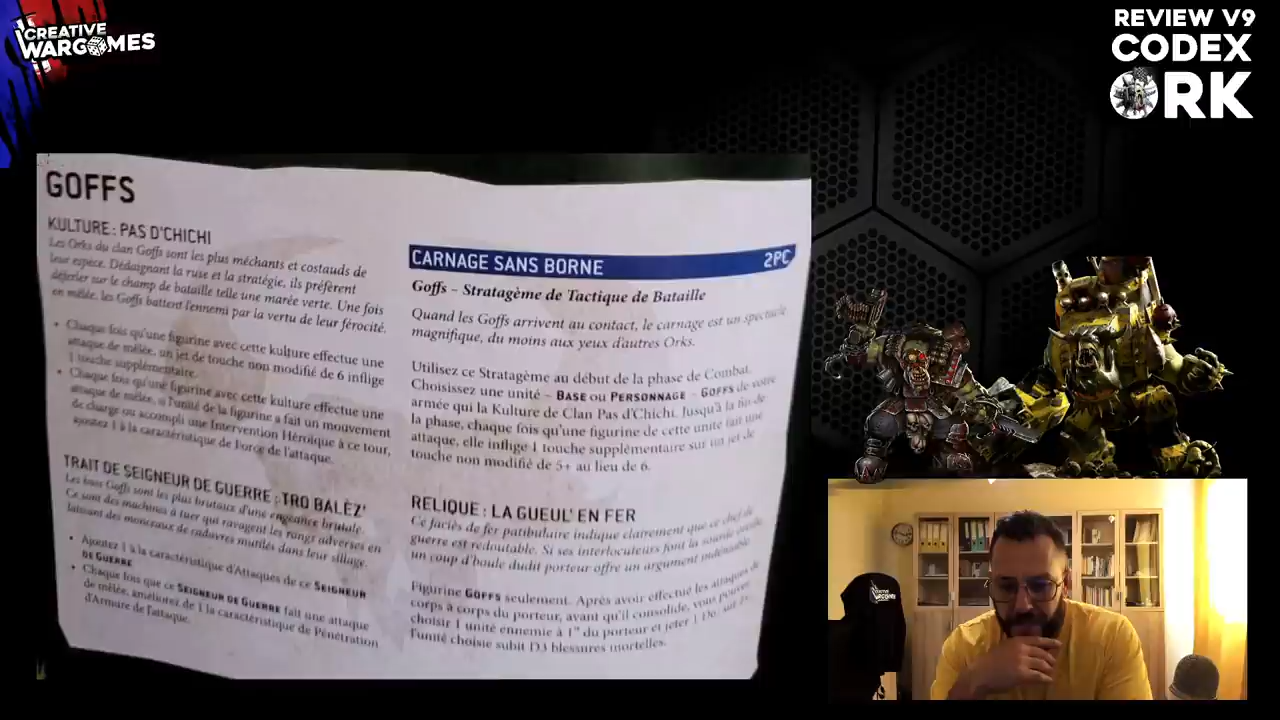 CREATIVE
WARGAMES
REVIEW V9
CODEX
ORK
GOFFS
KULTURE : PAS D'CHICHI
Les Orks du clan Goffs sont les plus méchants et costauds de
leur espèce. Dédaignant la ruse et la stratégie, ils préfèrent
déferler sur le champ de bataille telle une marée verte. Une fois
en mêlée, les Goffs battent l'ennemi par la vertu de leur férocité.
• Chaque fois qu'une figurine avec cette kulture effectue une
attaque de mêlée, un jet de touche non modifié de 6 inflige
1 touche supplémentaire.
• Chaque fois qu'une figurine avec cette kulture effectue une
attaque de mêlée, si l'unité de la figurine a fait un mouvement
de charge ou accompli une Intervention Héroïque à ce tour,
ajoutez 1 à la caractéristique de Force de l'attaque.
TRAIT DE SEIGNEUR DE GUERRE : TRO BALÈZ'
Les boss Goffs sont les plus brutaux d'une engeance brutale.
Ce sont des machines à tuer qui ravagent les rangs adverses en
laissant des monceaux de cadavres mutilés dans leur sillage.
• Ajoutez 1 à la caractéristique d'Attaques de ce SEIGNEUR
DE GUERRE
• Chaque fois que ce SEIGNEUR DE GUERRE fait une attaque
de mêlée, améliorez de 1 la caractéristique de Pénétration
d'Armure de l'attaque.
CARNAGE SANS BORNE 2PC
Goffs – Stratagème de Tactique de Bataille
Quand les Goffs arrivent au contact, le carnage est un spectacle
magnifique, du moins aux yeux d'autres Orks.
Utilisez ce Stratagème au début de la phase de Combat.
Choisissez une unité – BASE ou PERSONNAGE – GOFFS de votre
armée qui la Kulture de Clan Pas d'Chichi. Jusqu'à la fin de
la phase, chaque fois qu'une figurine de cette unité fait une
attaque, elle inflige 1 touche supplémentaire sur un jet de
touche non modifié de 5+ au lieu de 6.
RELIQUE : LA GUEUL' EN FER
Ce faciès de fer patibulaire indique clairement que ce chef de
guerre est redoutable. Si ses interlocuteurs font la sourde oreille
un coup d'boule dudit porteur offre un argument indéniable.
Figurine GOFFS seulement. Après avoir effectué les attaques de
corps à corps du porteur, avant qu'il consolide, vous pouvez
choisir 1 unité ennemie à 1" du porteur et jeter 1 D6: sur
l'unité choisie subit D3 blessures mortelles.